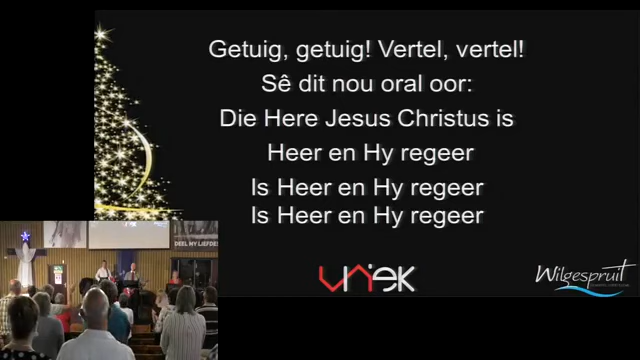 Getuig, getuig! Vertel, vertel!
Sê dit nou oral oor:
Die Here Jesus Christus is
Heer en Hy regeer
Is Heer en Hy regeer
Is Heer en Hy regeer
DEEL HY LIEFDE
uniek
Wilgespruit